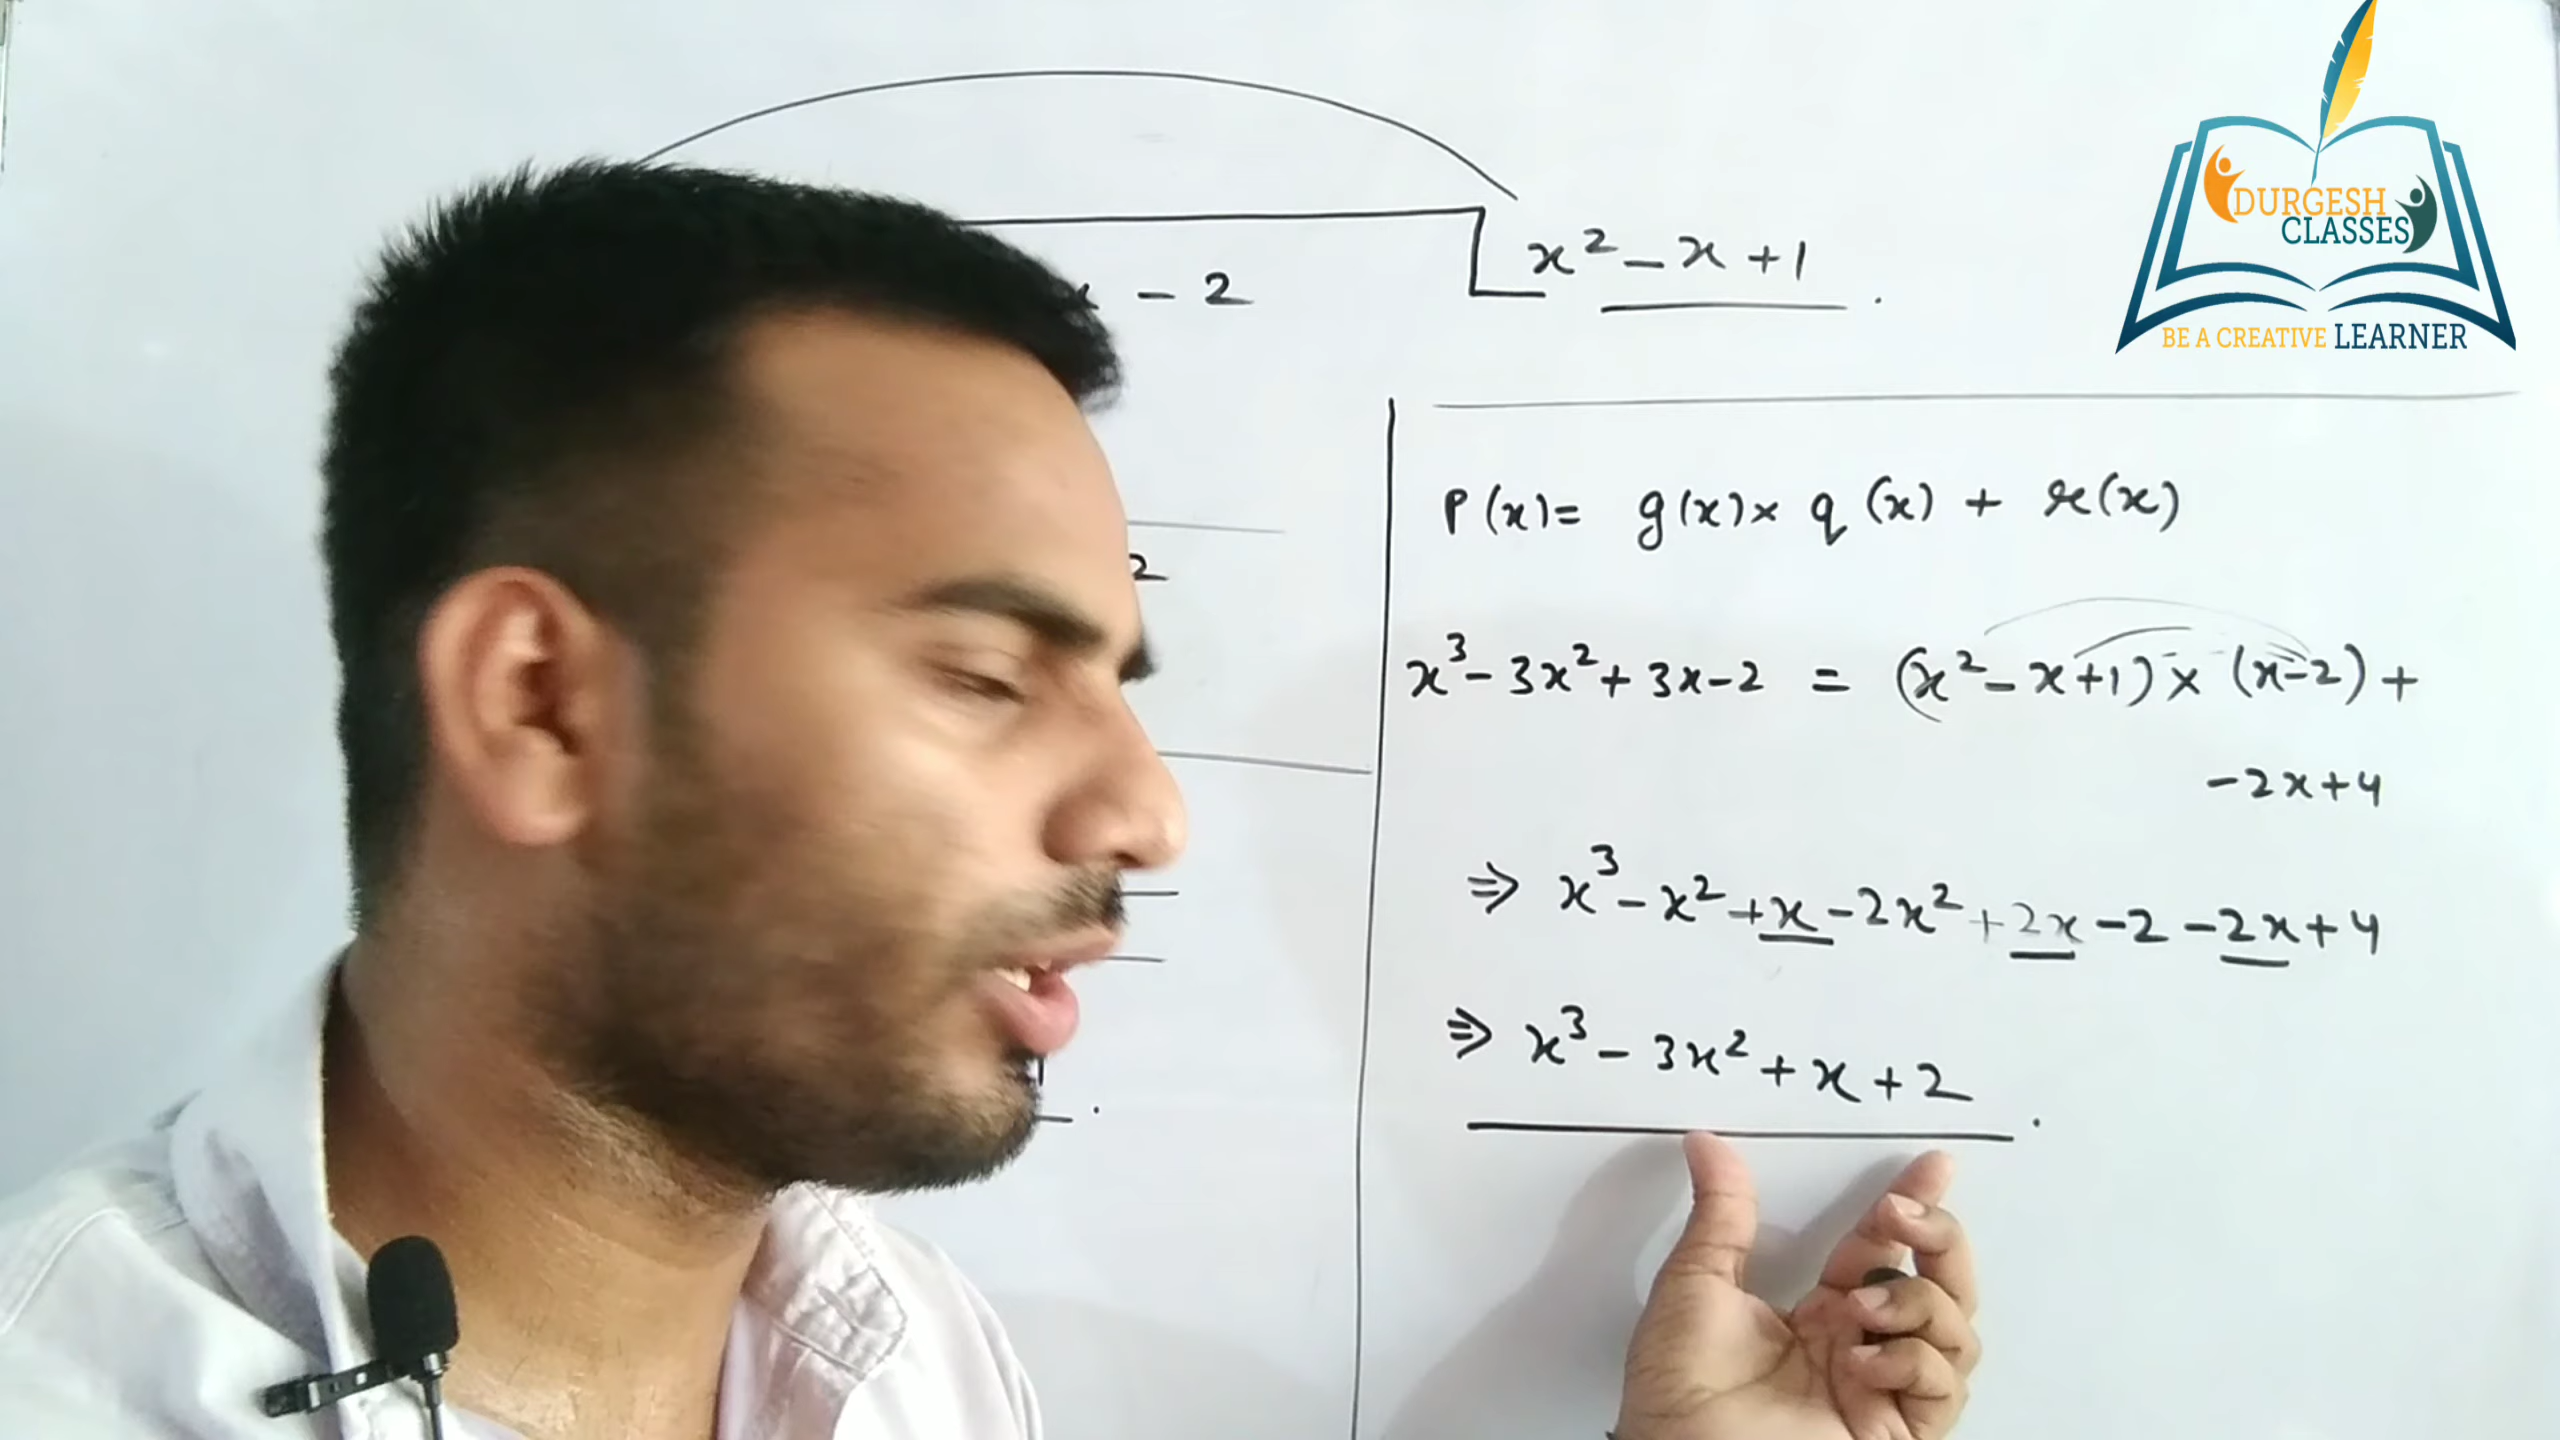 DURGESH
CLASSES
BE A CREATIVE LEARNER
x² - x + 1 .
- 2
2
P(x) = g(x) × q(x) + r(x)
x³ - 3x² + 3x - 2 = (x² - x + 1) × (x - 2) +
-2x + 4
⇒ x³ - x² + x - 2x² + 2x - 2 - 2x + 4
⇒ x³ - 3x² + x + 2 .